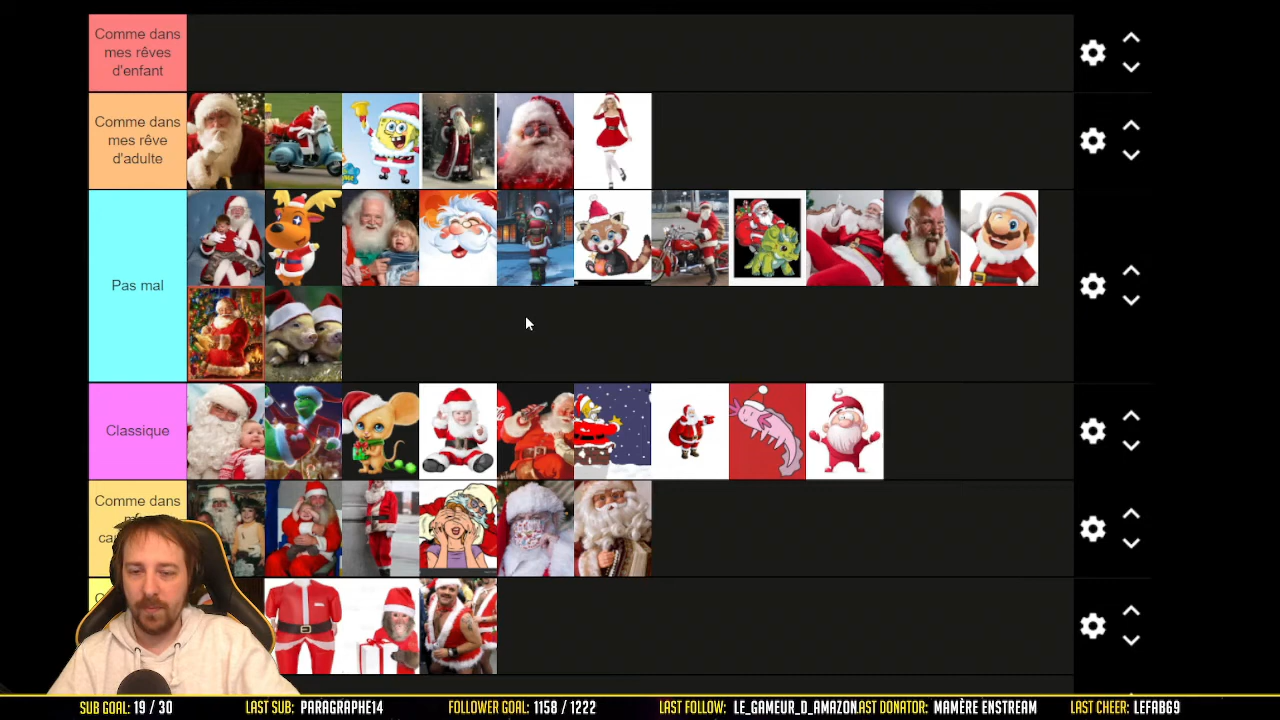 Comme dans
mes rêves
d'enfant
Comme dans
mes rêve
d'adulte
Pas mal
Classique
Comme dans
SUB GOAL: 19 / 30
LAST SUB: PARAGRAPHE14
FOLLOWER GOAL: 1158 / 1222
LAST FOLLOW: LE_GAMEUR_D_AMAZON
AST DONATOR: MAMÈRE ENSTREAM
LAST CHEER: LEFAB69